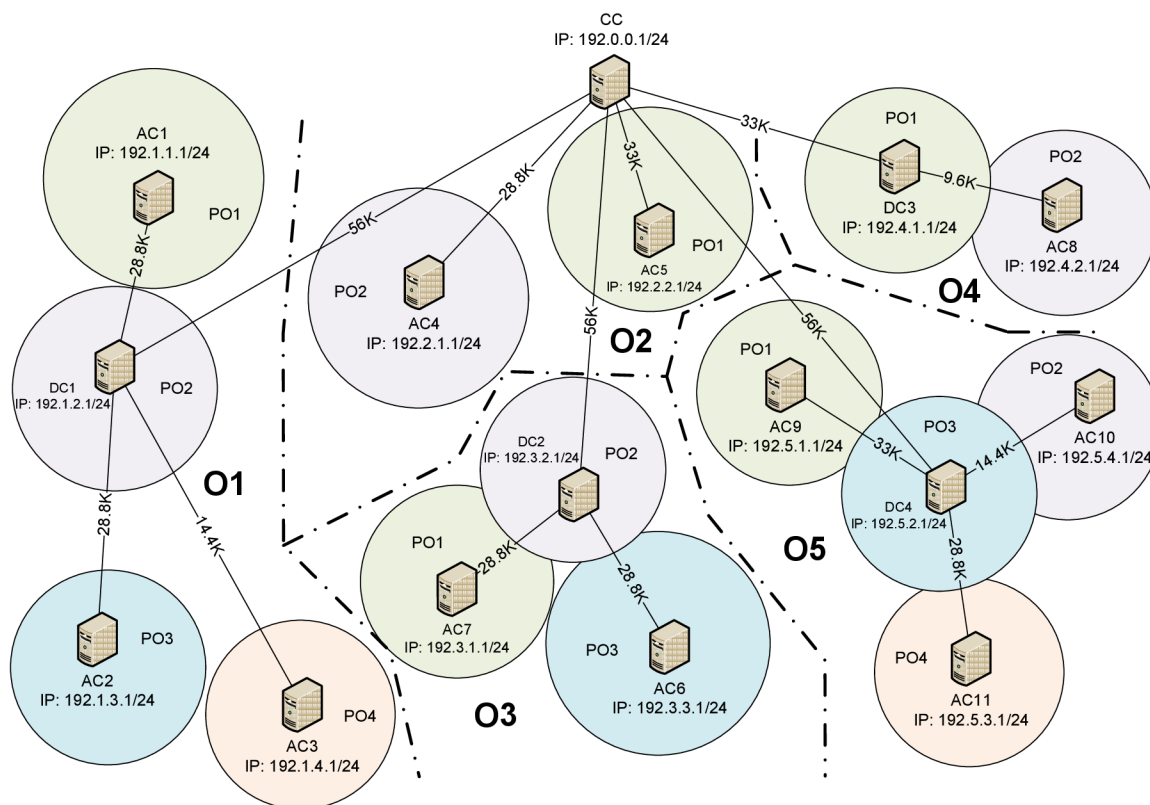 CC
IP: 192.0.0.1/24
AC1
IP: 192.1.1.1/24
PO1
28.8K
DC1
IP: 192.1.2.1/24
PO2
56K
28.8K
14.4K
O1
AC2
IP: 192.1.3.1/24
PO3
AC3
IP: 192.1.4.1/24
PO4
28.8K
PO2
AC4
IP: 192.2.1.1/24
33K
AC5
IP: 192.2.2.1/24
PO1
O2
56K
DC2
IP: 192.3.2.1/24
PO2
PO1
28.8K
AC7
IP: 192.3.1.1/24
28.8K
PO3
AC6
IP: 192.3.3.1/24
O3
33K
PO1
DC3
IP: 192.4.1.1/24
9.6K
PO2
AC8
IP: 192.4.2.1/24
O4
56K
PO1
AC9
IP: 192.5.1.1/24
33K
PO3
DC4
IP: 192.5.2.1/24
14.4K
PO2
AC10
IP: 192.5.4.1/24
O5
28.8K
PO4
AC11
IP: 192.5.3.1/24